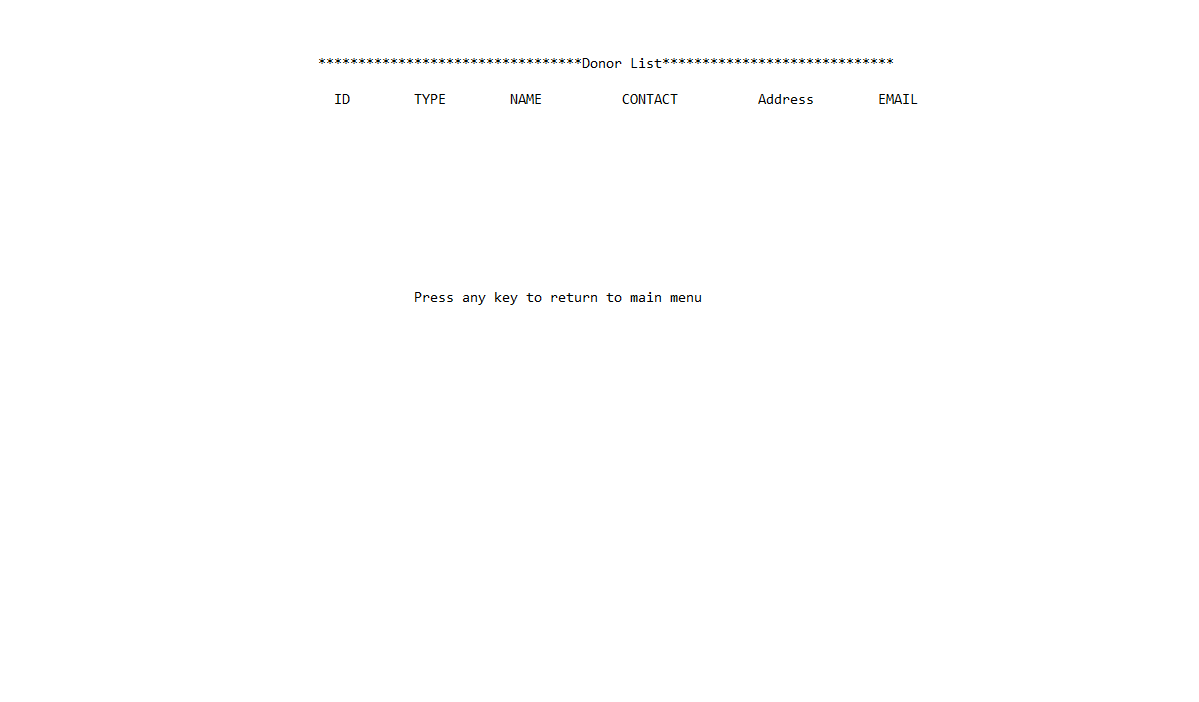 *********************************Donor List*****************************
ID TYPE NAME CONTACT Address EMAIL
Press any key to return to main menu